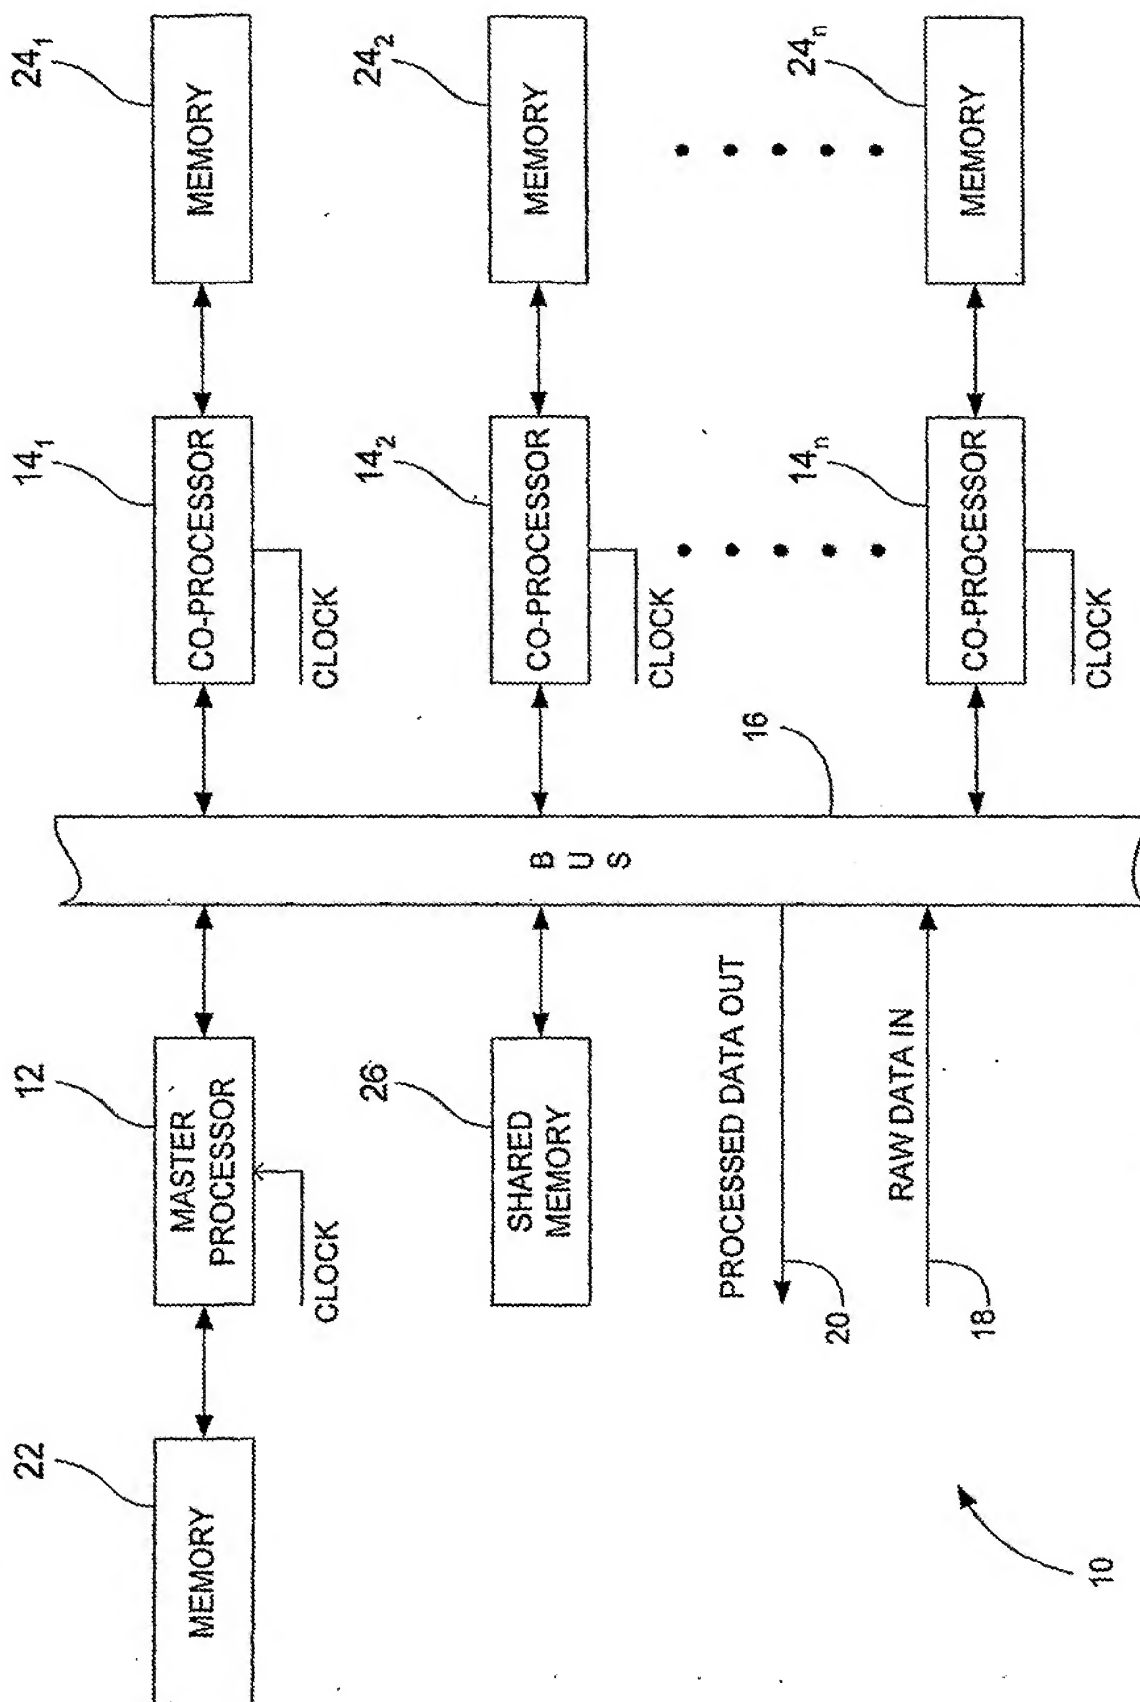 22
MEMORY
12
MASTER
PROCESSOR
CLOCK
14₁
CO-PROCESSOR
CLOCK
24₁
MEMORY
26
SHARED
MEMORY
B
U
S
14₂
CO-PROCESSOR
CLOCK
24₂
MEMORY
16
PROCESSED DATA OUT
20
RAW DATA IN
18
14ₙ
CO-PROCESSOR
CLOCK
24ₙ
MEMORY
10